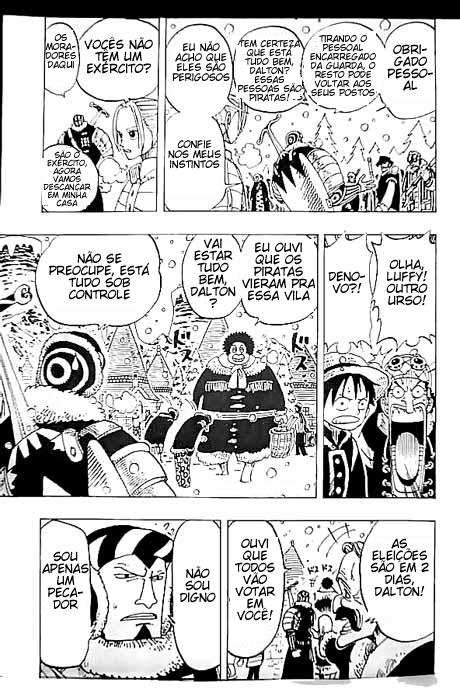 OBRI-
GADO
PESSO-
AL
TIRANDO O
PESSOAL
ENCARREGADO
DA GUARDA, O
RESTO PODE
VOLTAR AOS
SEUS POSTOS
TEM CERTEZA
QUE ESTÁ
TUDO BEM,
DALTON?
ESSAS
PESSOAS SÃO
PIRATAS!
EU NÃO
ACHO QUE
ELES SÃO
PERIGOSOS
CONFIE
NOS MEUS
INSTINTOS
VOCÊS NÃO
TÊM UM
EXÉRCITO?
OS
MORA-
DORES
DAQUI
SÃO O
EXÉRCITO,
AGORA
VAMOS
DESCANÇAR
EM MINHA
CASA
...
OLHA,
LUFFY!
OUTRO
URSO!
DENO-
VO?!
EU OUVI
QUE OS
PIRATAS
VIERAM PRA
ESSA VILA
VAI
ESTAR
TUDO
BEM,
DALTON
?
NÃO SE
PREOCUPE, ESTÁ
TUDO SOB
CONTROLE
ドス
ドス
AS
ELEIÇÕES
SÃO EM 2
DIAS,
DALTON!
OUVI
QUE
TODOS
VÃO
VOTAR
EM
VOCÊ!
NÃO
SOU
DIGNO
SOU
APENAS
UM
PECA-
DOR